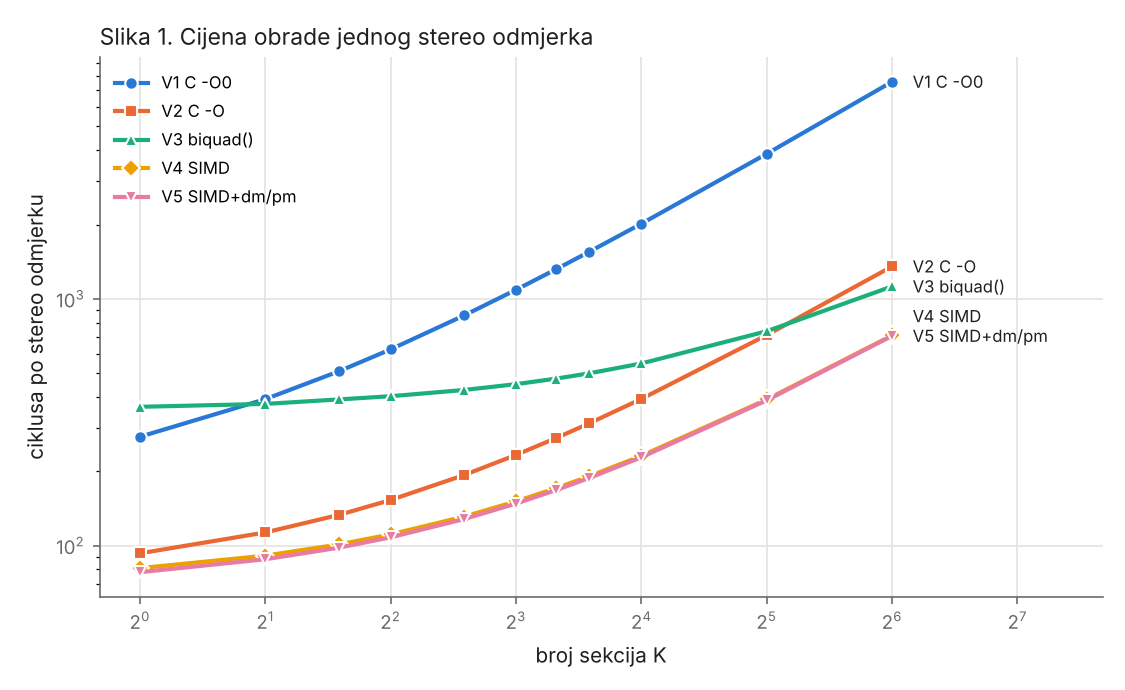 Slika 1. Cijena obrade jednog stereo odmjerka
V1 C -O0
V2 C -O
V3 biquad()
V4 SIMD
V5 SIMD+dm/pm
V1 C -O0
V2 C -O
V3 biquad()
V4 SIMD
V5 SIMD+dm/pm
ciklusa po stereo odmjerku
10³
10²
2⁰ 2¹ 2² 2³ 2⁴ 2⁵ 2⁶ 2⁷
broj sekcija K